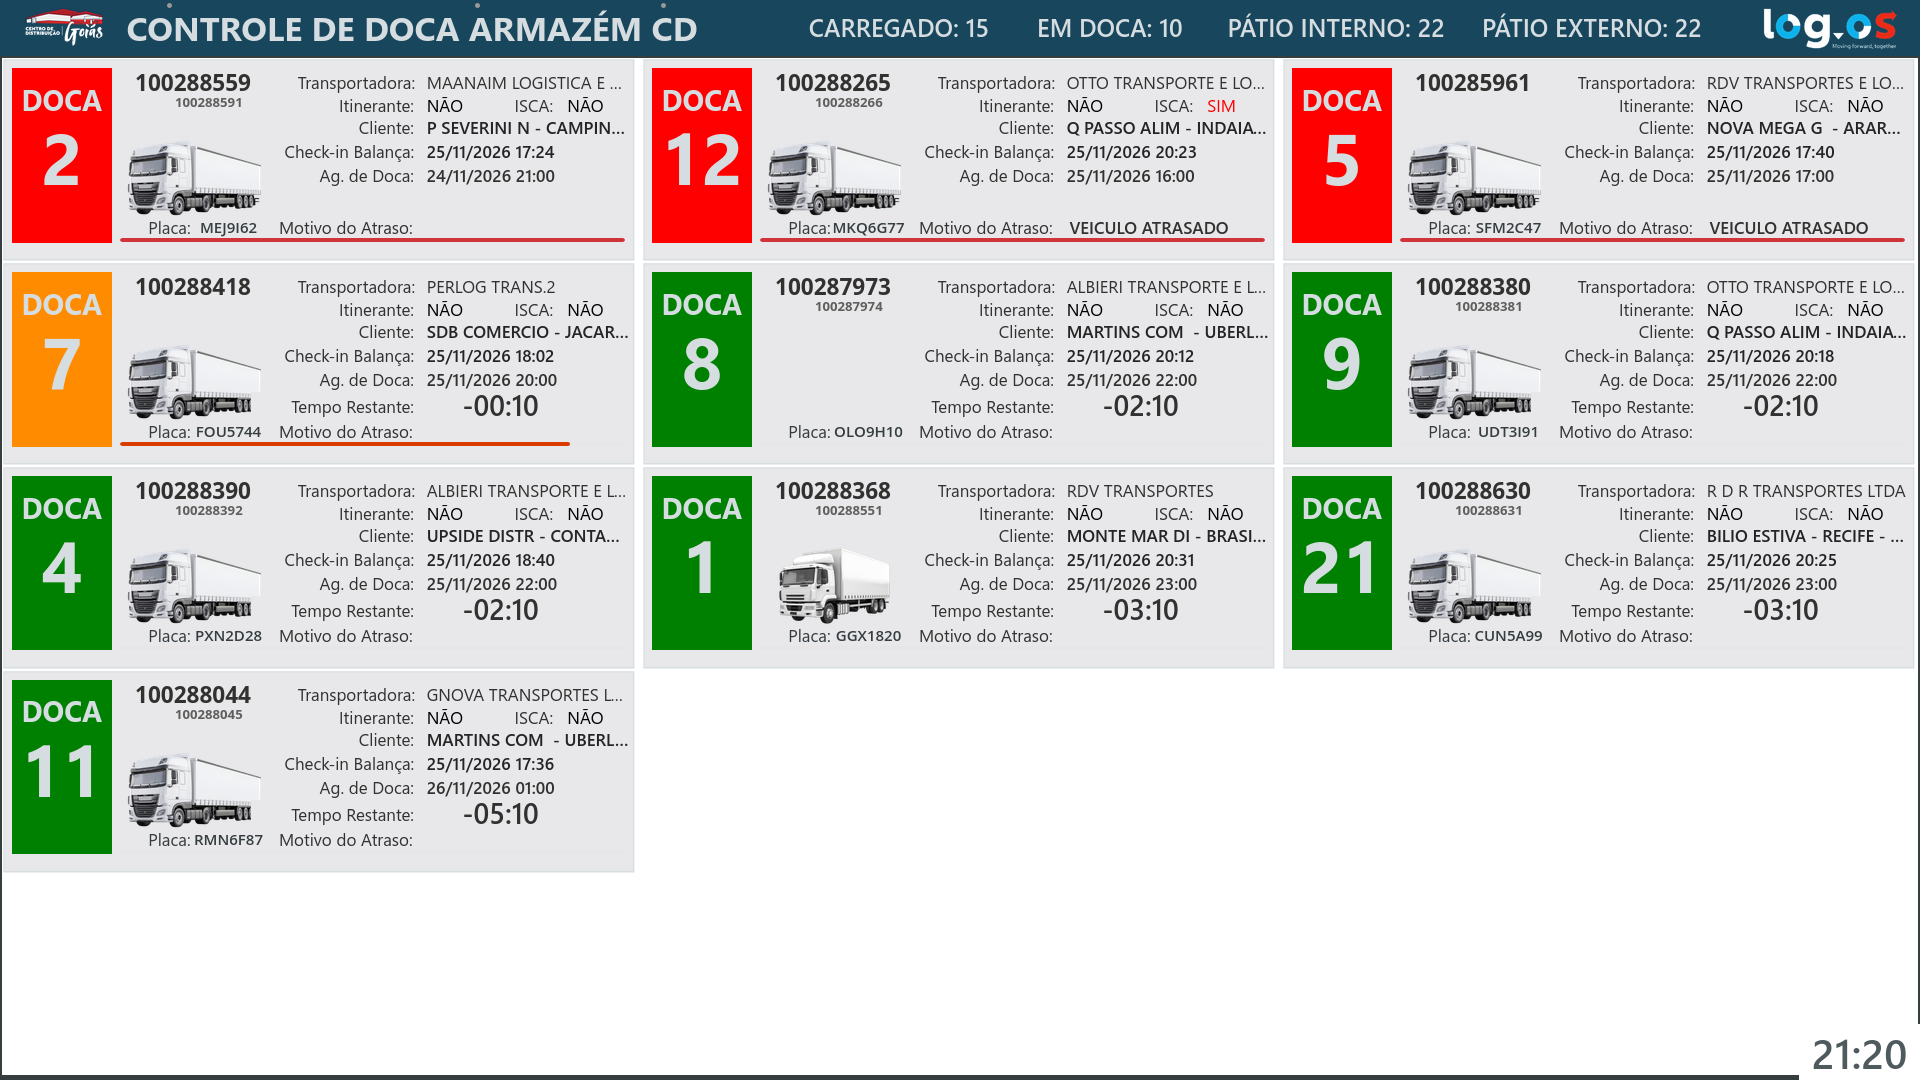 CENTRO DE DISTRIBUIÇÃO Goiás
CONTROLE DE DOCA ARMAZÉM CD
CARREGADO: 15
EM DOCA: 10
PÁTIO INTERNO: 22
PÁTIO EXTERNO: 22
log.os
Moving forward, together
DOCA
2
100288559
100288591
Transportadora: MAANAIM LOGISTICA E ...
Itinerante: NÃO ISCA: NÃO
Cliente: P SEVERINI N - CAMPIN...
Check-in Balança: 25/11/2026 17:24
Ag. de Doca: 24/11/2026 21:00
Placa: MEJ9I62 Motivo do Atraso:
DOCA
12
100288265
100288266
Transportadora: OTTO TRANSPORTE E LO...
Itinerante: NÃO ISCA: SIM
Cliente: Q PASSO ALIM - INDAIA...
Check-in Balança: 25/11/2026 20:23
Ag. de Doca: 25/11/2026 16:00
Placa: MKQ6G77 Motivo do Atraso: VEICULO ATRASADO
DOCA
5
100285961
Transportadora: RDV TRANSPORTES E LO...
Itinerante: NÃO ISCA: NÃO
Cliente: NOVA MEGA G - ARAR...
Check-in Balança: 25/11/2026 17:40
Ag. de Doca: 25/11/2026 17:00
Placa: SFM2C47 Motivo do Atraso: VEICULO ATRASADO
DOCA
7
100288418
Transportadora: PERLOG TRANS.2
Itinerante: NÃO ISCA: NÃO
Cliente: SDB COMERCIO - JACAR...
Check-in Balança: 25/11/2026 18:02
Ag. de Doca: 25/11/2026 20:00
Tempo Restante: -00:10
Placa: FOU5744 Motivo do Atraso:
DOCA
8
100287973
100287974
Transportadora: ALBIERI TRANSPORTE E L...
Itinerante: NÃO ISCA: NÃO
Cliente: MARTINS COM - UBERL...
Check-in Balança: 25/11/2026 20:12
Ag. de Doca: 25/11/2026 22:00
Tempo Restante: -02:10
Placa: OLO9H10 Motivo do Atraso:
DOCA
9
100288380
100288381
Transportadora: OTTO TRANSPORTE E LO...
Itinerante: NÃO ISCA: NÃO
Cliente: Q PASSO ALIM - INDAIA...
Check-in Balança: 25/11/2026 20:18
Ag. de Doca: 25/11/2026 22:00
Tempo Restante: -02:10
Placa: UDT3I91 Motivo do Atraso:
DOCA
4
100288390
100288392
Transportadora: ALBIERI TRANSPORTE E L...
Itinerante: NÃO ISCA: NÃO
Cliente: UPSIDE DISTR - CONTA...
Check-in Balança: 25/11/2026 18:40
Ag. de Doca: 25/11/2026 22:00
Tempo Restante: -02:10
Placa: PXN2D28 Motivo do Atraso:
DOCA
1
100288368
100288551
Transportadora: RDV TRANSPORTES
Itinerante: NÃO ISCA: NÃO
Cliente: MONTE MAR DI - BRASI...
Check-in Balança: 25/11/2026 20:31
Ag. de Doca: 25/11/2026 23:00
Tempo Restante: -03:10
Placa: GGX1820 Motivo do Atraso:
DOCA
21
100288630
100288631
Transportadora: R D R TRANSPORTES LTDA
Itinerante: NÃO ISCA: NÃO
Cliente: BILIO ESTIVA - RECIFE - ...
Check-in Balança: 25/11/2026 20:25
Ag. de Doca: 25/11/2026 23:00
Tempo Restante: -03:10
Placa: CUN5A99 Motivo do Atraso:
DOCA
11
100288044
100288045
Transportadora: GNOVA TRANSPORTES L...
Itinerante: NÃO ISCA: NÃO
Cliente: MARTINS COM - UBERL...
Check-in Balança: 25/11/2026 17:36
Ag. de Doca: 26/11/2026 01:00
Tempo Restante: -05:10
Placa: RMN6F87 Motivo do Atraso:
21:20